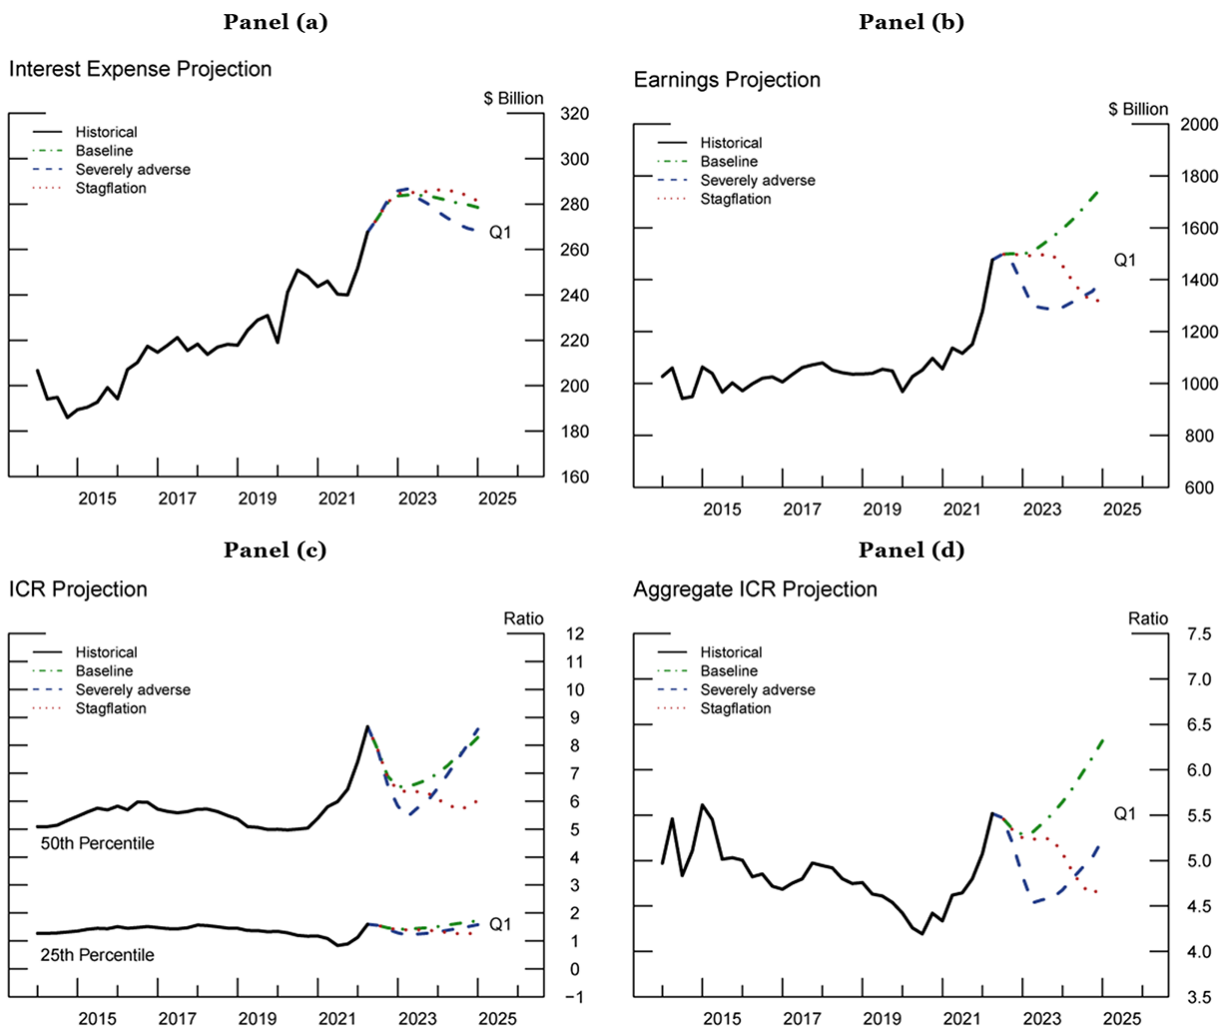 Panel (a)
Interest Expense Projection
$ Billion
Historical
Baseline
Severely adverse
Stagflation
320
300
280
260
240
220
200
180
160
Q1
2015 2017 2019 2021 2023 2025
Panel (b)
Earnings Projection
$ Billion
Historical
Baseline
Severely adverse
Stagflation
2000
1800
1600
1400
1200
1000
800
600
Q1
2015 2017 2019 2021 2023 2025
Panel (c)
ICR Projection
Ratio
Historical
Baseline
Severely adverse
Stagflation
12
11
10
9
8
7
6
5
4
3
2
1
0
−1
50th Percentile
Q1
25th Percentile
2015 2017 2019 2021 2023 2025
Panel (d)
Aggregate ICR Projection
Ratio
Historical
Baseline
Severely adverse
Stagflation
7.5
7.0
6.5
6.0
5.5
5.0
4.5
4.0
3.5
Q1
2015 2017 2019 2021 2023 2025